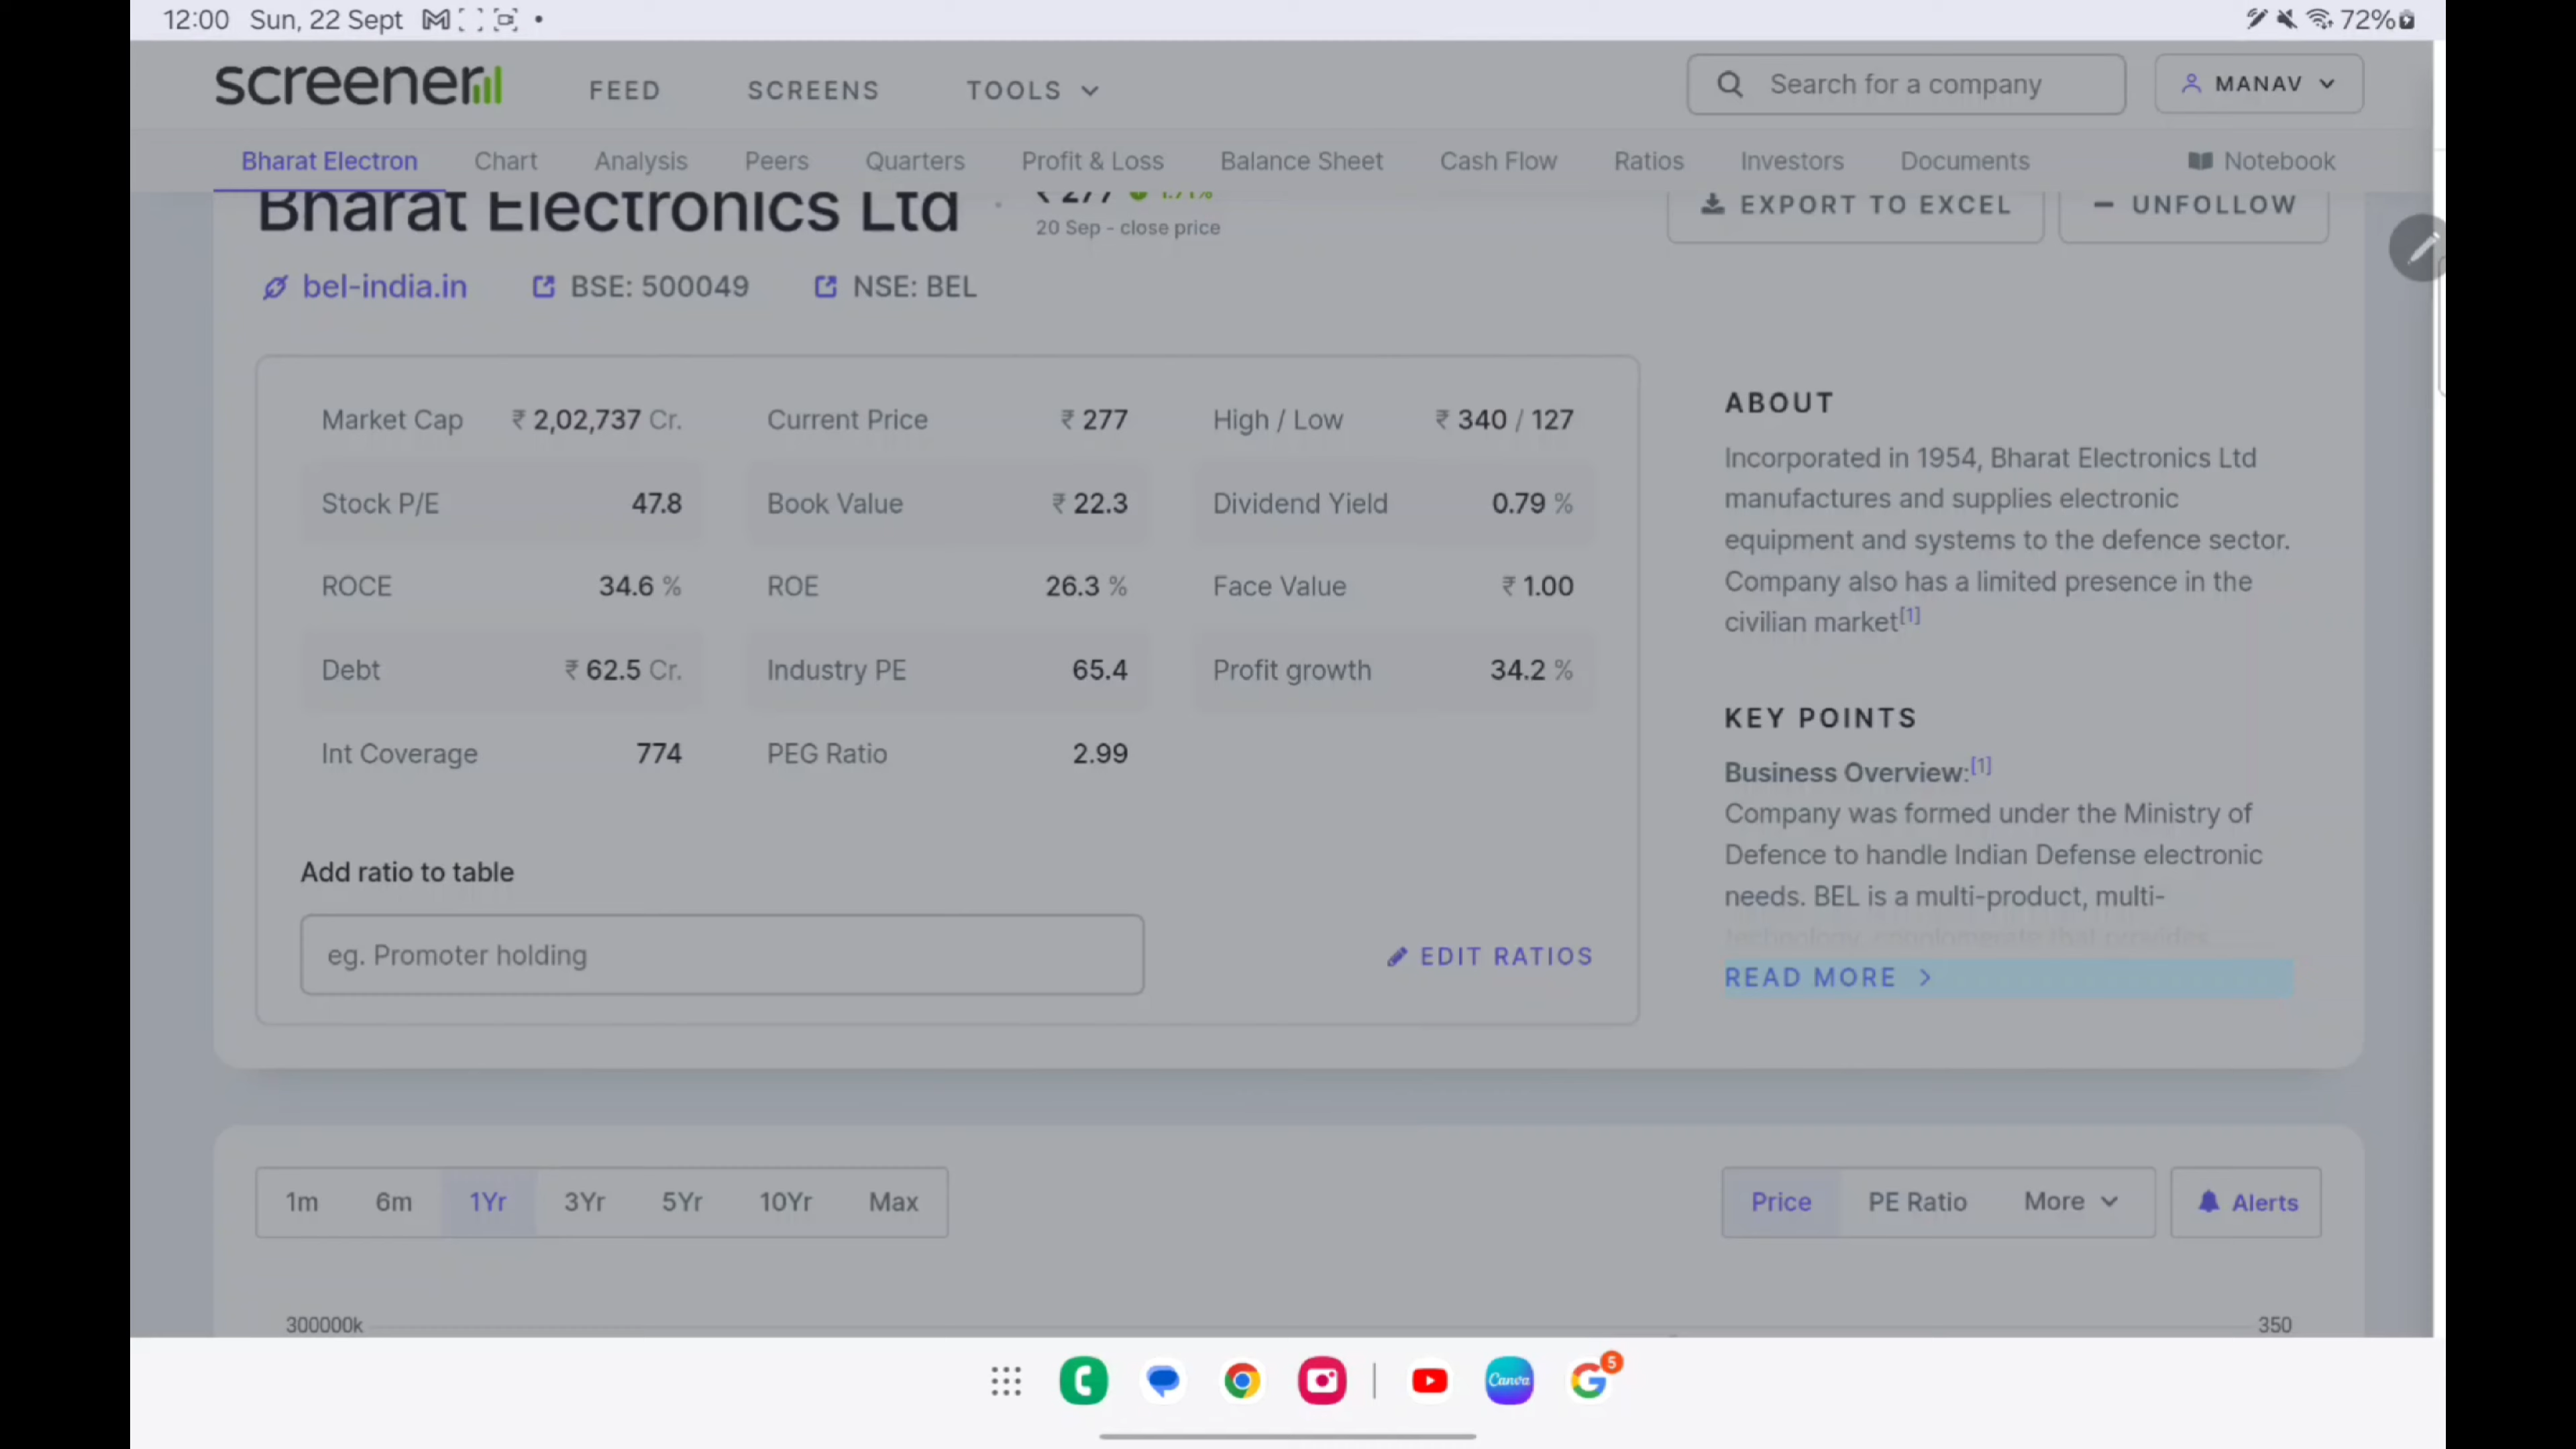 12:00 Sun, 22 Sept 72%
screener FEED SCREENS TOOLS Search for a company MANAV
Bharat Electron Chart Analysis Peers Quarters Profit & Loss Balance Sheet Cash Flow Ratios Investors Documents Notebook
Bharat Electronics Ltd ₹ 277 1.71% EXPORT TO EXCEL UNFOLLOW
20 Sep - close price
bel-india.in BSE: 500049 NSE: BEL
Market Cap ₹ 2,02,737 Cr. Current Price ₹ 277 High / Low ₹ 340 / 127
Stock P/E 47.8 Book Value ₹ 22.3 Dividend Yield 0.79 %
ROCE 34.6 % ROE 26.3 % Face Value ₹ 1.00
Debt ₹ 62.5 Cr. Industry PE 65.4 Profit growth 34.2 %
Int Coverage 774 PEG Ratio 2.99
Add ratio to table
eg. Promoter holding EDIT RATIOS
ABOUT
Incorporated in 1954, Bharat Electronics Ltd
manufactures and supplies electronic
equipment and systems to the defence sector.
Company also has a limited presence in the
civilian market[1]
KEY POINTS
Business Overview:[1]
Company was formed under the Ministry of
Defence to handle Indian Defense electronic
needs. BEL is a multi-product, multi-
technology, conglomerate that provides
READ MORE
1m 6m 1Yr 3Yr 5Yr 10Yr Max Price PE Ratio More Alerts
300000k 350
Canva 5